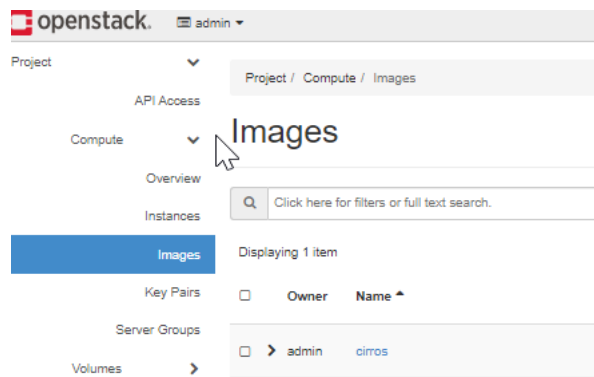 openstack. admin
Project
API Access
Compute
Overview
Instances
Images
Key Pairs
Server Groups
Volumes
Project / Compute / Images
Images
Click here for filters or full text search.
Displaying 1 item
Owner Name
admin cirros